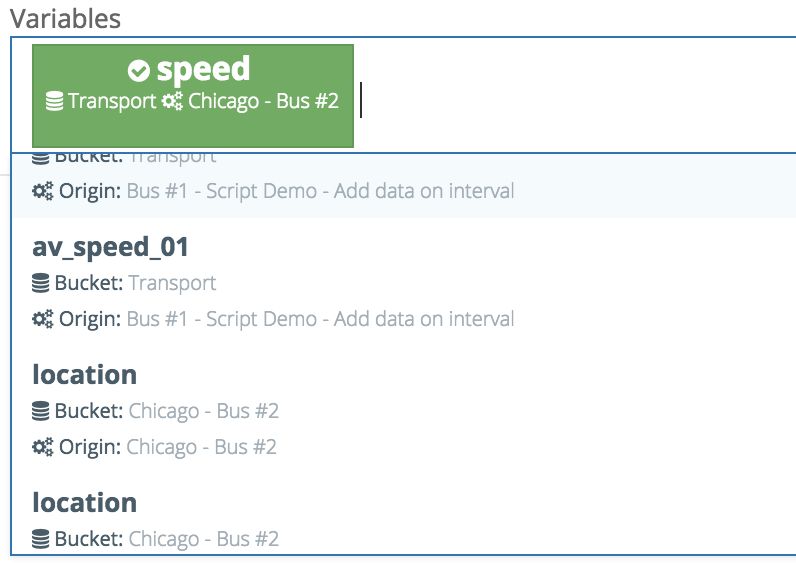 Variables
speed
Transport Chicago - Bus #2
Bucket: Transport
Origin: Bus #1 - Script Demo - Add data on interval
av_speed_01
Bucket: Transport
Origin: Bus #1 - Script Demo - Add data on interval
location
Bucket: Chicago - Bus #2
Origin: Chicago - Bus #2
location
Bucket: Chicago - Bus #2